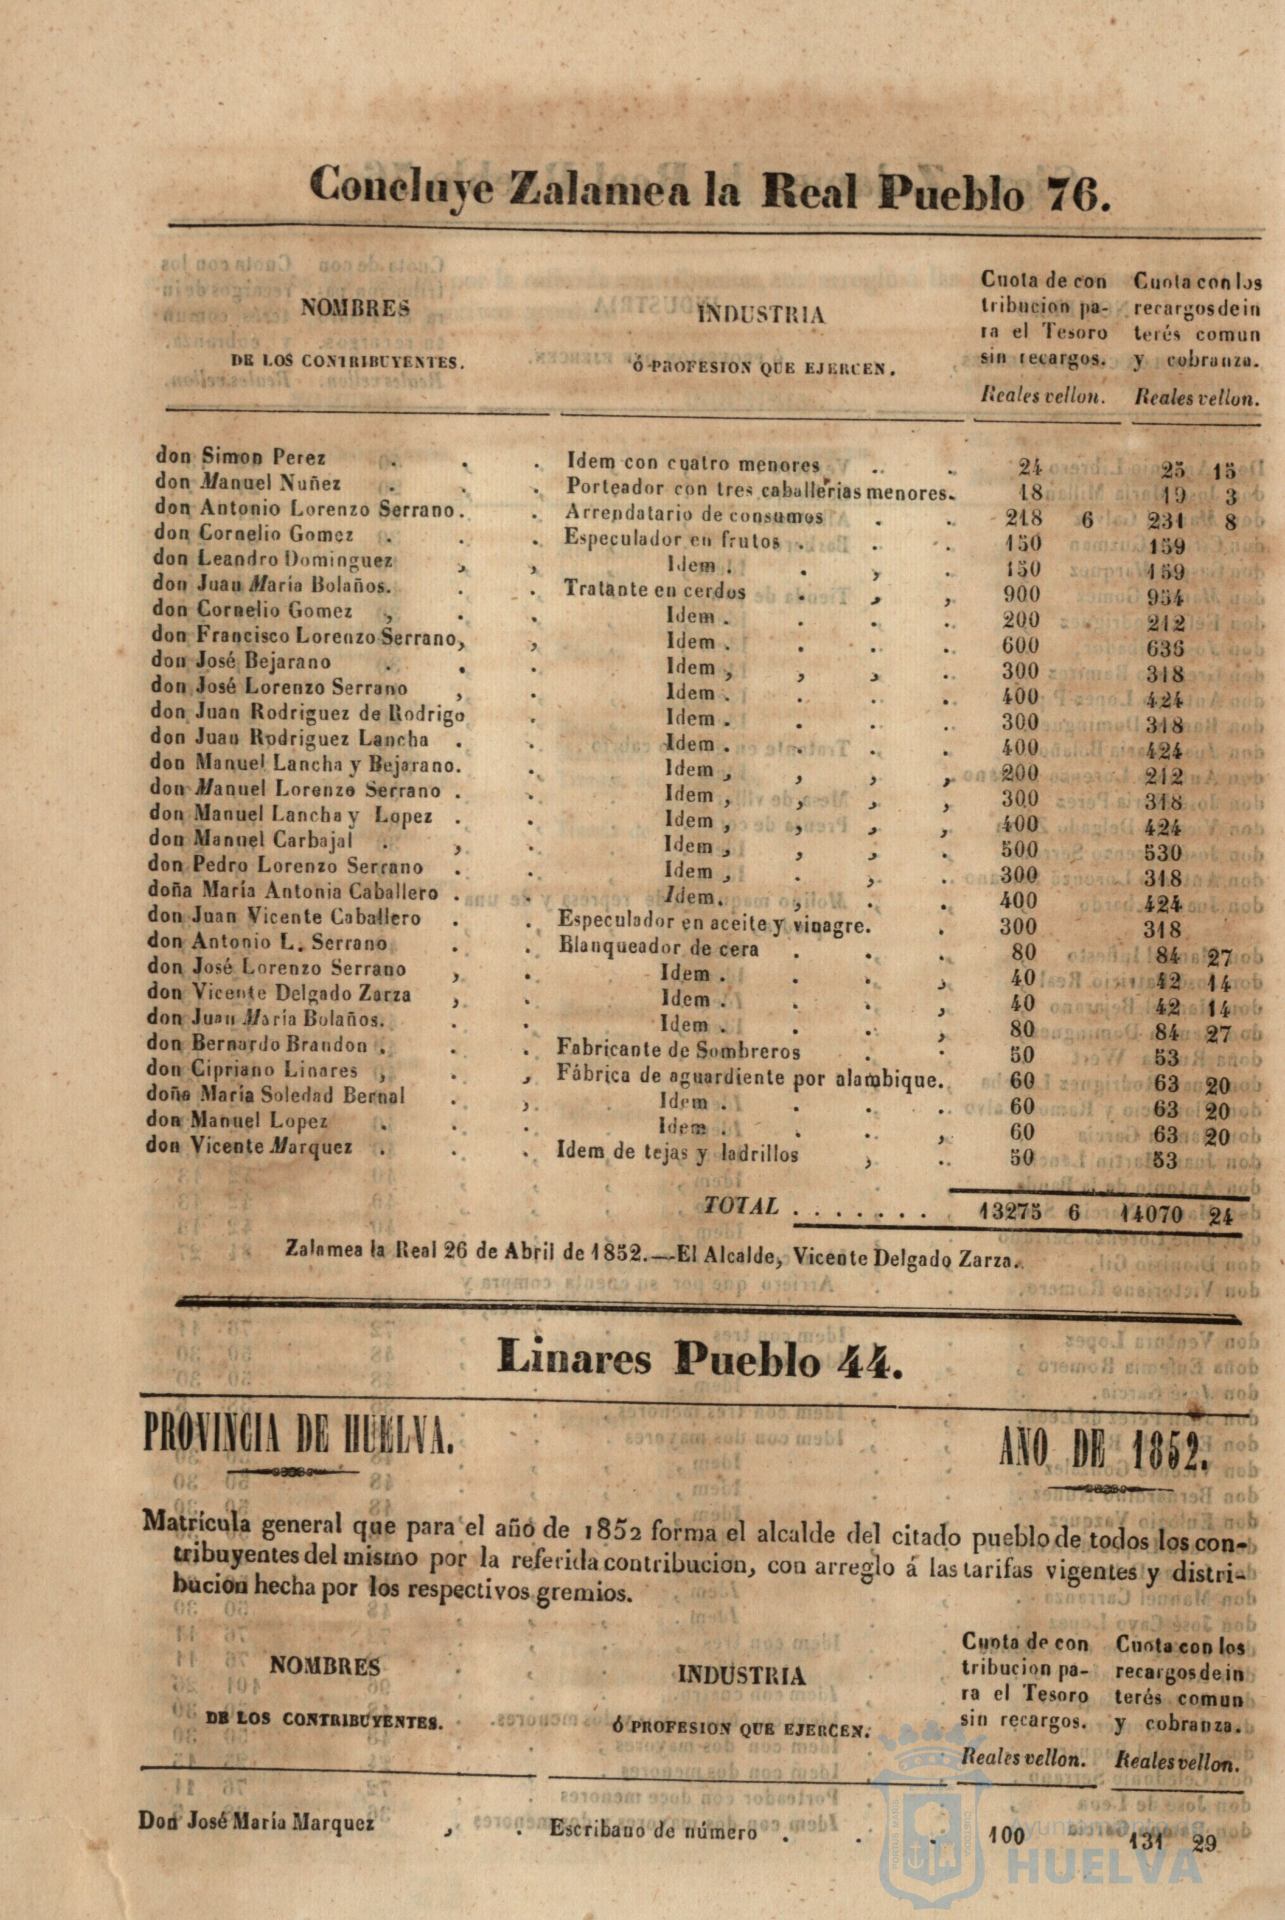 Concluye Zalamea la Real Pueblo 76.
NOMBRES
DE LOS CONTRIBUYENTES.
INDUSTRIA
Ó PROFESION QUE EJERCEN.
Cuota de con
tribucion pa-
ra el Tesoro
sin recargos.
Reales vellon.
Cuota con los
recargos de in
terés comun
y cobranza.
Reales vellon.
don Simon Perez . . . Idem con cuatro menores . . 24 25 15
don Manuel Nuñez . . . Porteador con tres caballerias menores. 18 19 3
don Antonio Lorenzo Serrano. . Arrendatario de consumos . . 218 6 231 8
don Cornelio Gomez . . . Especulador en frutos . . . 150 159
don Leandro Dominguez , , Idem . . , . 150 159
don Juan María Bolaños. . . Tratante en cerdos . , , 900 954
don Cornelio Gomez , . . Idem . . . . 200 212
don Francisco Lorenzo Serrano, , Idem . . . . 600 636
don José Bejarano . . . Idem , , , . 300 318
don José Lorenzo Serrano , . Idem . . . . 400 424
don Juan Rodriguez de Rodrigo . Idem . . . . 300 318
don Juan Rodriguez Lancha . . Idem . . . . 400 424
don Manuel Lancha y Bejarano. . Idem , , , , 200 212
don Manuel Lorenzo Serrano . . Idem , , , , 300 318
don Manuel Lancha y Lopez . . Idem , , , , 400 424
don Manuel Carbajal . , . Idem , , , . 500 530
don Pedro Lorenzo Serrano . . Idem , . , . 300 318
doña María Antonia Caballero . . Idem. , . . 400 424
don Juan Vicente Caballero . . Especulador en aceite y vinagre. . 300 318
don Antonio L. Serrano . . Blanqueador de cera . . . 80 84 27
don José Lorenzo Serrano , . Idem . . . , 40 42 14
don Vicente Delgado Zarza , . Idem . . . , 40 42 14
don Juan María Bolaños. . . Idem . . . , 80 84 27
don Bernardo Brandon . . . Fabricante de Sombreros . . 50 53
don Cipriano Linares , . , Fábrica de aguardiente por alambique. 60 63 20
doña María Soledad Bernal . , Idem . . . . 60 63 20
don Manuel Lopez . . . Idem . . . , 60 63 20
don Vicente Marquez . . . Idem de tejas y ladrillos , . 50 53
TOTAL . . . . . . . 13275 6 14070 24
Zalamea la Real 26 de Abril de 1852.—El Alcalde, Vicente Delgado Zarza.
Linares Pueblo 44.
PROVINCIA DE HUELVA.
AÑO DE 1852.
Matrícula general que para el año de 1852 forma el alcalde del citado pueblo de todos los con-
tribuyentes del mismo por la referida contribucion, con arreglo á las tarifas vigentes y distri-
bucion hecha por los respectivos gremios.
NOMBRES
DE LOS CONTRIBUYENTES.
INDUSTRIA
Ó PROFESION QUE EJERCEN.
Cuota de con
tribucion pa-
ra el Tesoro
sin recargos.
Reales vellon.
Cuota con los
recargos de in
terés comun
y cobranza.
Reales vellon.
Don José María Marquez , . Escribano de número . . . 100 131 29
HUELVA